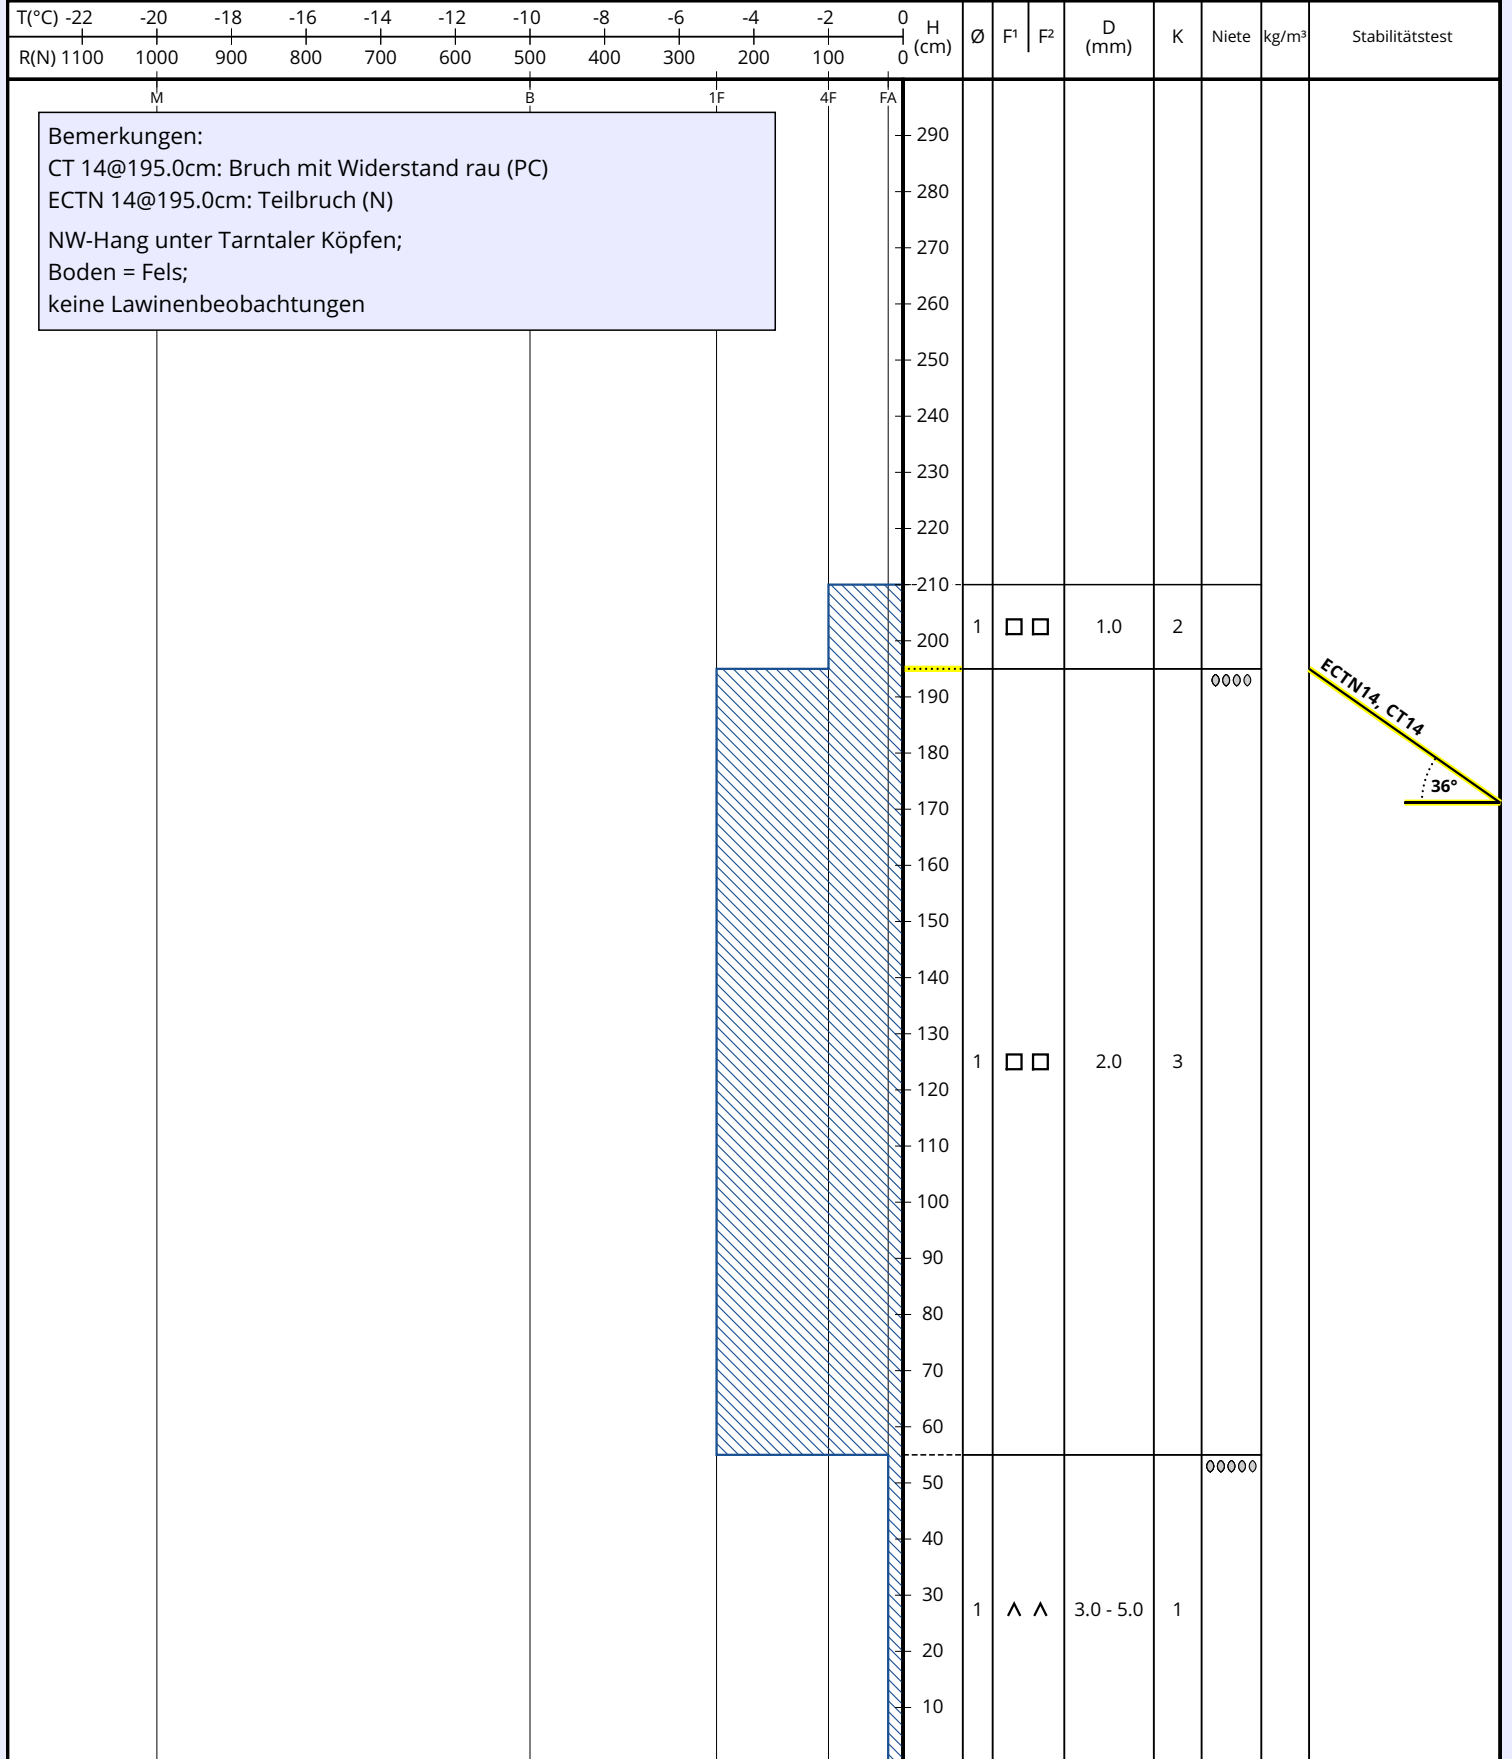 T(°C) -22 -20 -18 -16 -14 -12 -10 -8 -6 -4 -2 0
R(N) 1100 1000 900 800 700 600 500 400 300 200 100 0
H (cm) Ø F¹ F² D (mm) K Niete kg/m³ Stabilitätstest
M B 1F 4F FA
Bemerkungen:
CT 14@195.0cm: Bruch mit Widerstand rau (PC)
ECTN 14@195.0cm: Teilbruch (N)
NW-Hang unter Tarntaler Köpfen;
Boden = Fels;
keine Lawinenbeobachtungen
290
280
270
260
250
240
230
220
210
1 1.0 2
200
ECTN14, CT14
190
180
36°
170
160
150
140
130
1 2.0 3
120
110
100
90
80
70
60
50
40
30
1 3.0 - 5.0 1
20
10